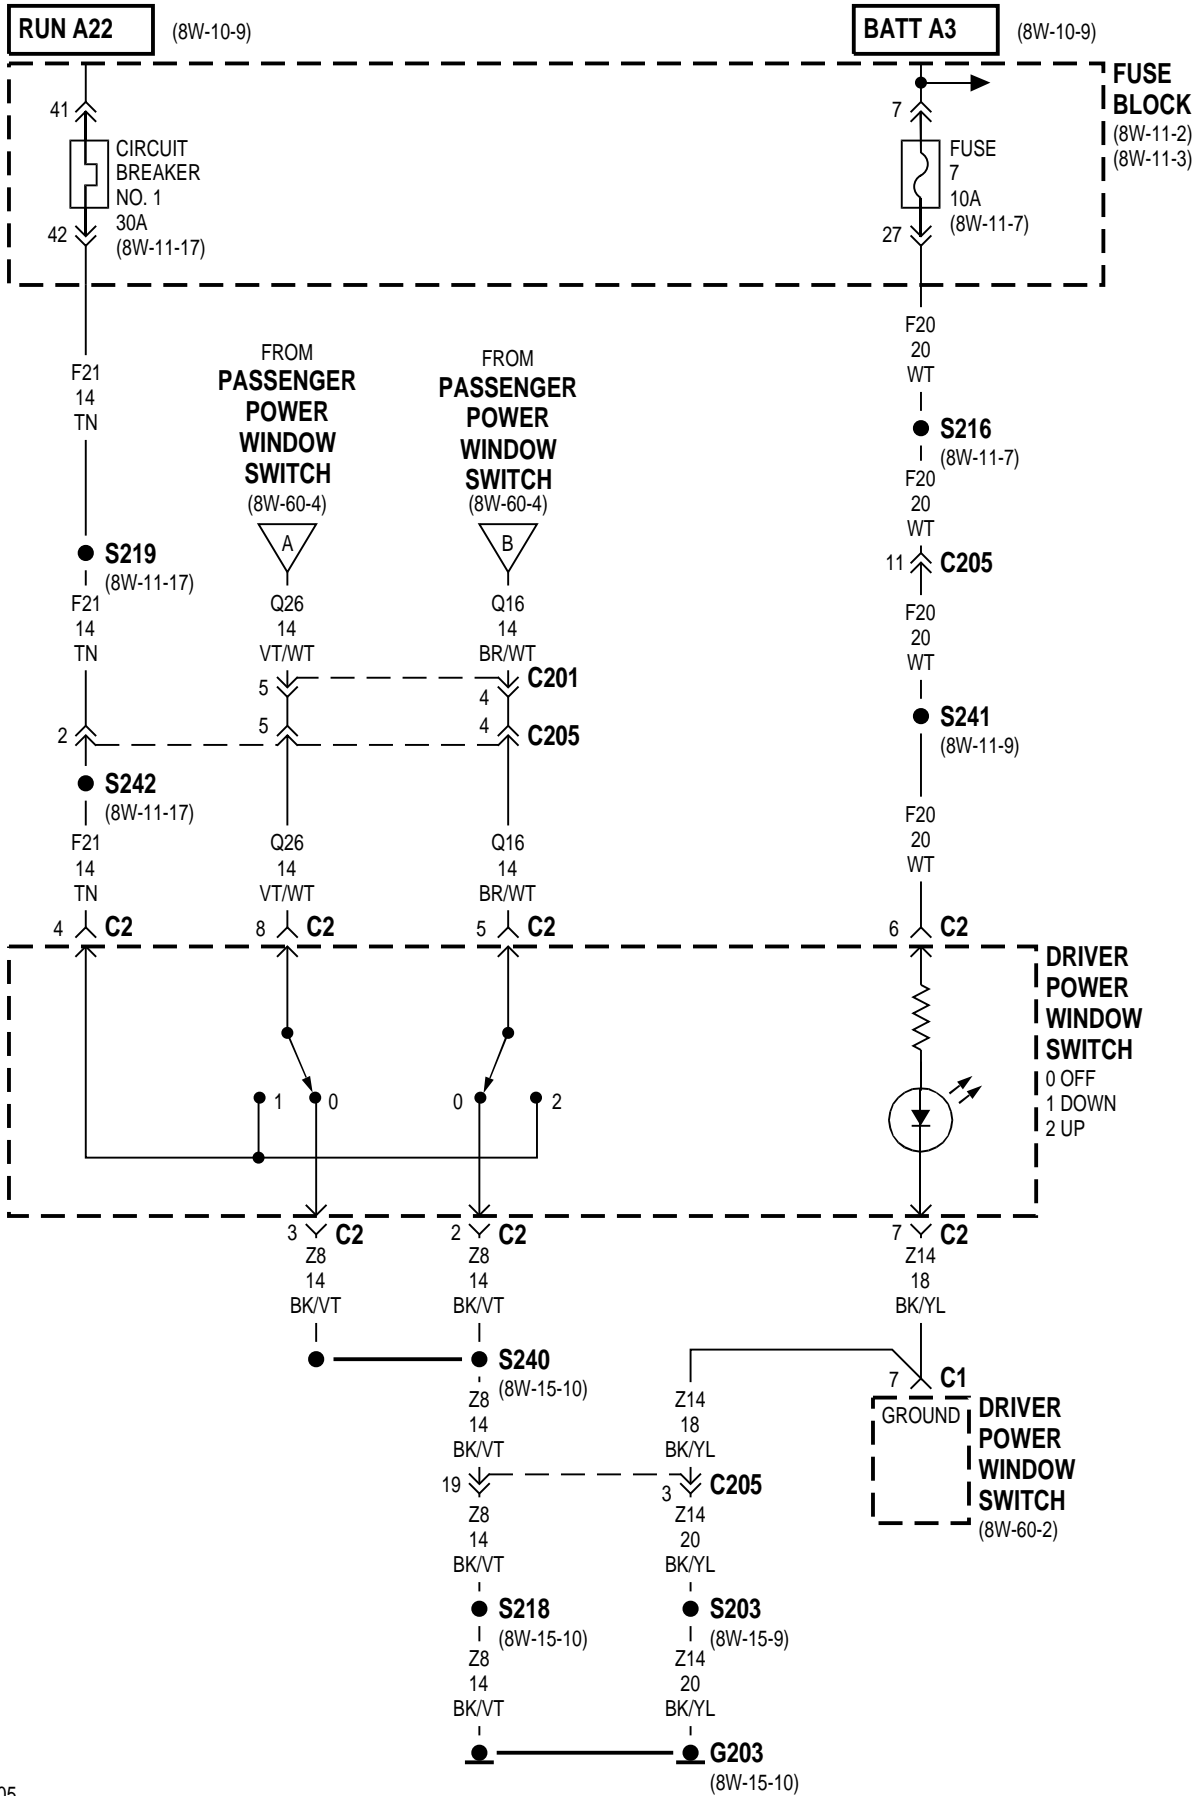 RUN A22 (8W-10-9)
BATT A3 (8W-10-9)
FUSE
BLOCK
(8W-11-2)
(8W-11-3)
41
CIRCUIT
BREAKER
NO. 1
30A
(8W-11-17)
42
7
FUSE
7
10A
(8W-11-7)
27
F21
14
TN
FROM
PASSENGER
POWER
WINDOW
SWITCH
(8W-60-4)
A
FROM
PASSENGER
POWER
WINDOW
SWITCH
(8W-60-4)
B
F20
20
WT
S216
(8W-11-7)
F20
20
WT
11 C205
F20
20
WT
S241
(8W-11-9)
F20
20
WT
S219
(8W-11-17)
F21
14
TN
Q26
14
VT/WT
Q16
14
BR/WT
5 4 C201
2 5 4 C205
S242
(8W-11-17)
F21
14
TN
Q26
14
VT/WT
Q16
14
BR/WT
4 C2 8 C2 5 C2 6 C2
DRIVER
POWER
WINDOW
SWITCH
0 OFF
1 DOWN
2 UP
1 0 0 2
3 C2 2 C2 7 C2
Z8
14
BK/VT
Z8
14
BK/VT
Z14
18
BK/YL
S240
(8W-15-10)
7 C1
GROUND
DRIVER
POWER
WINDOW
SWITCH
(8W-60-2)
Z8
14
BK/VT
Z14
18
BK/YL
19 3 C205
Z8
14
BK/VT
Z14
20
BK/YL
S218
(8W-15-10)
S203
(8W-15-9)
Z8
14
BK/VT
Z14
20
BK/YL
G203
(8W-15-10)